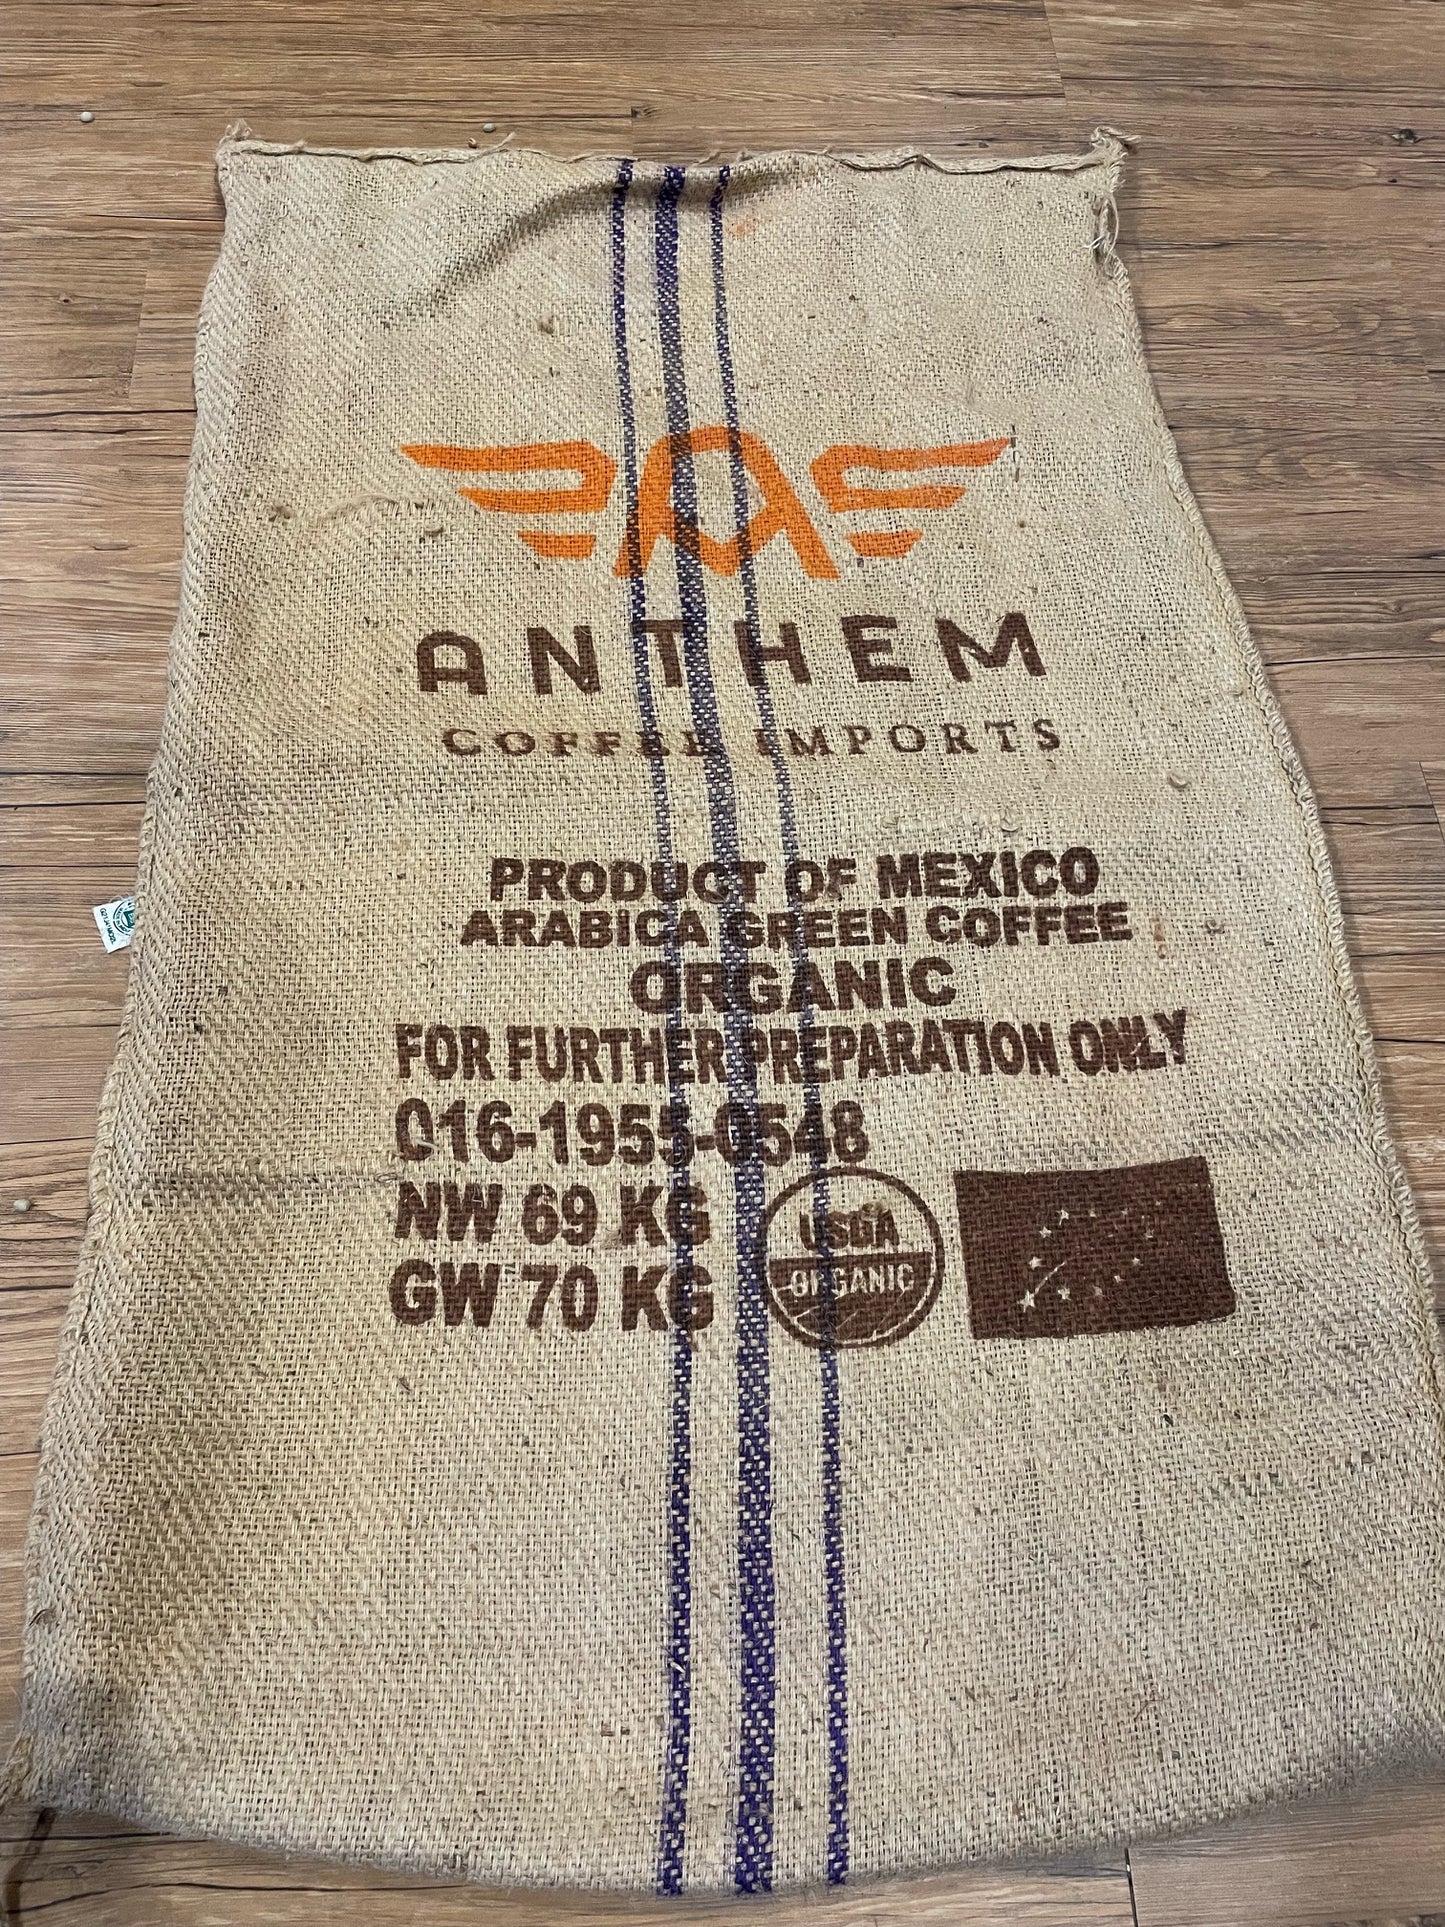 ANTHEM
COFFEE IMPORTS
PRODUCT OF MEXICO
ARABICA GREEN COFFEE
ORGANIC
FOR FURTHER PREPARATION ONLY
016-1955-0548
NW 69 KG
GW 70 KG
USDA
ORGANIC